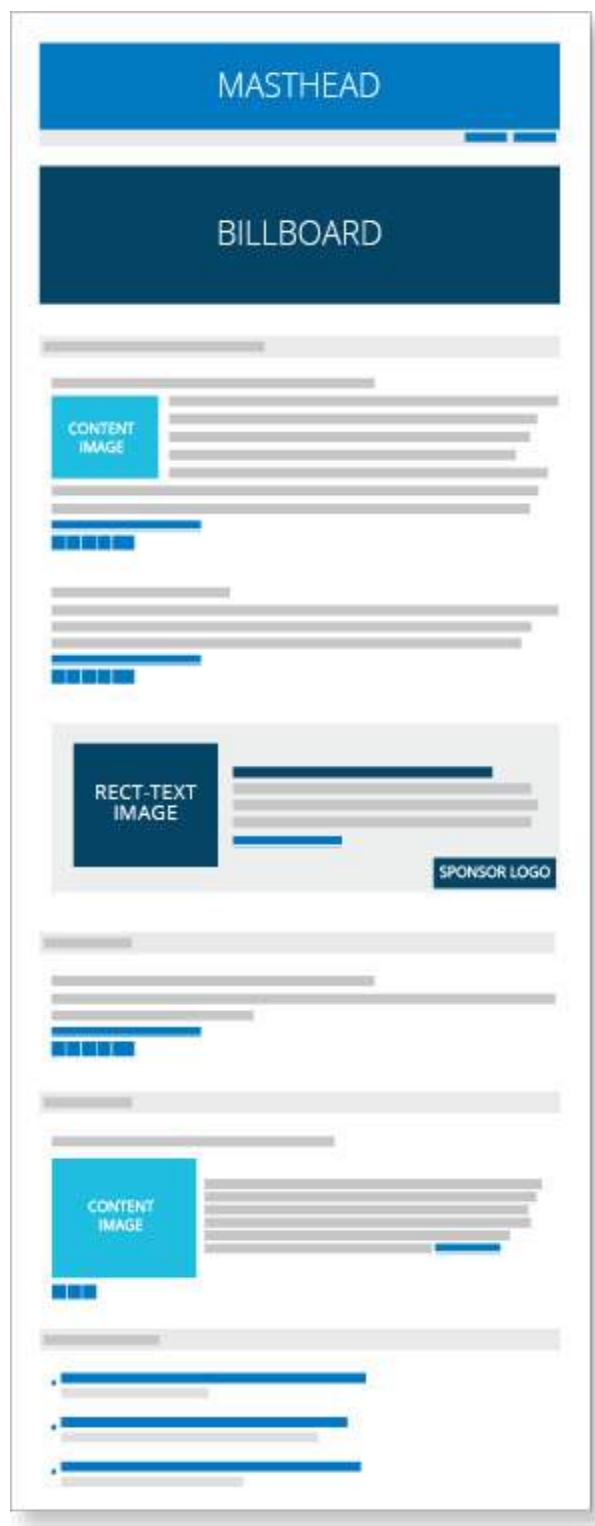 MASTHEAD
BILLBOARD
CONTENT
IMAGE
RECT-TEXT
IMAGE
SPONSOR LOGO
CONTENT
IMAGE